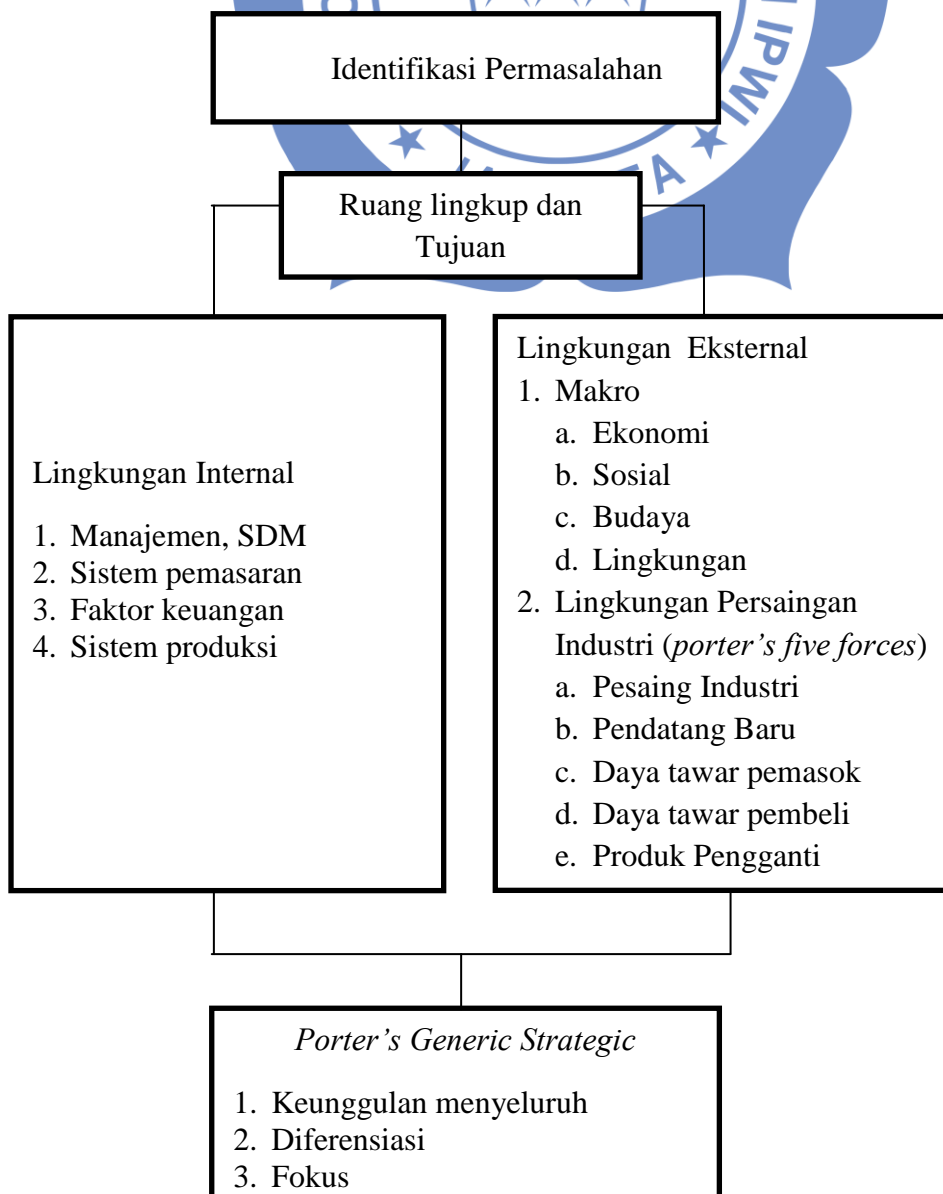 IPWI
Identifikasi Permasalahan
Ruang lingkup dan
Tujuan
Lingkungan Internal
1. Manajemen, SDM
2. Sistem pemasaran
3. Faktor keuangan
4. Sistem produksi
Lingkungan Eksternal
1. Makro
a. Ekonomi
b. Sosial
c. Budaya
d. Lingkungan
2. Lingkungan Persaingan
Industri (porter’s five forces)
a. Pesaing Industri
b. Pendatang Baru
c. Daya tawar pemasok
d. Daya tawar pembeli
e. Produk Pengganti
Porter’s Generic Strategic
1. Keunggulan menyeluruh
2. Diferensiasi
3. Fokus